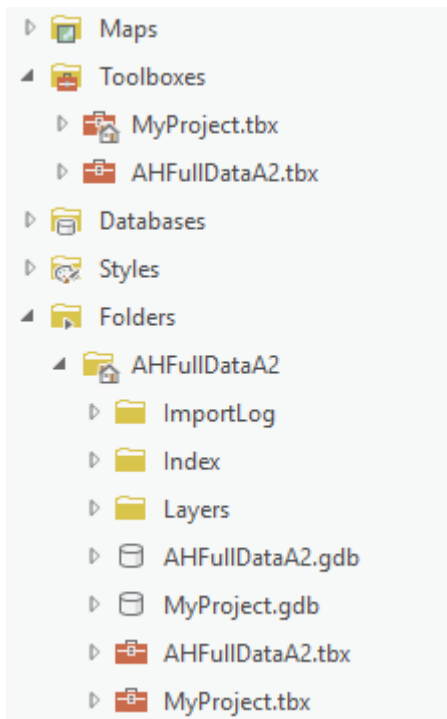 Maps
Toolboxes
MyProject.tbx
AHFullDataA2.tbx
Databases
Styles
Folders
AHFullDataA2
ImportLog
Index
Layers
AHFullDataA2.gdb
MyProject.gdb
AHFullDataA2.tbx
MyProject.tbx